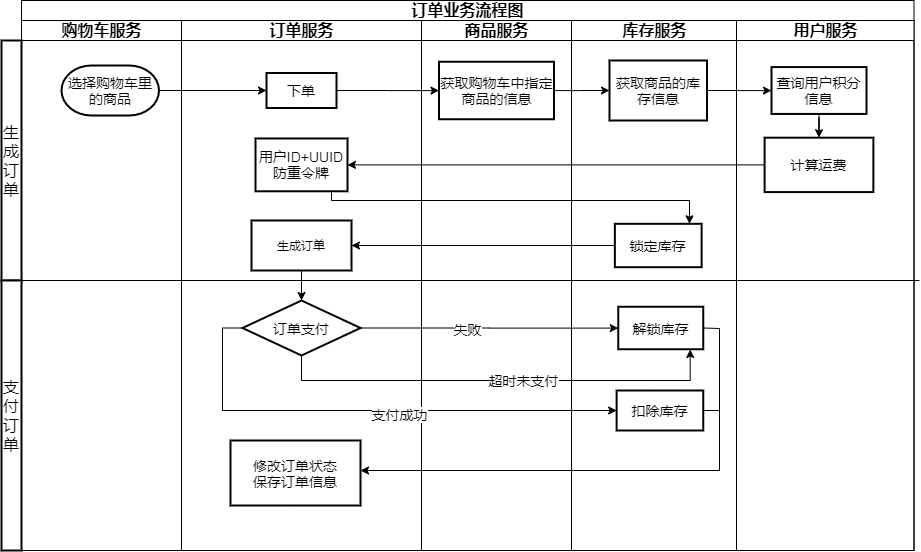 订单业务流程图
购物车服务
订单服务
商品服务
库存服务
用户服务
生成订单
选择购物车里
的商品
下单
获取购物车中指定
商品的信息
获取商品的库
存信息
查询用户积分
信息
用户ID+UUID
防重令牌
计算运费
生成订单
锁定库存
支付订单
订单支付
失败
解锁库存
超时未支付
支付成功
扣除库存
修改订单状态
保存订单信息